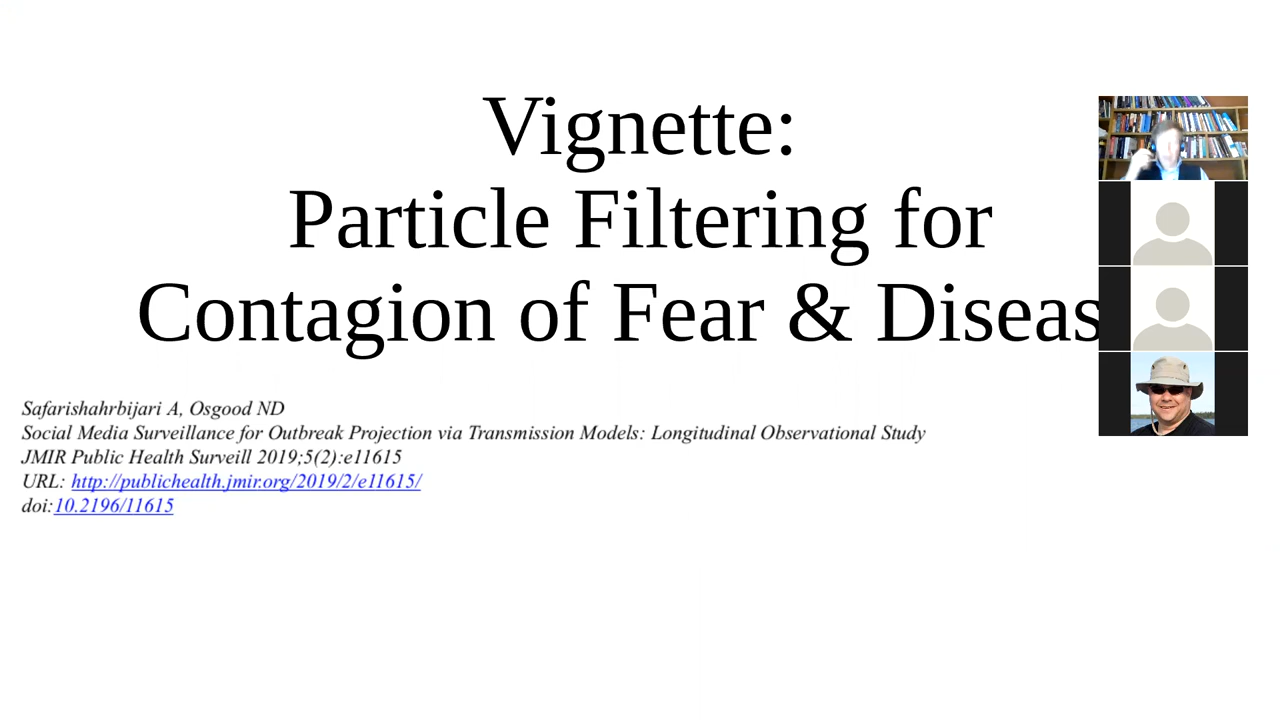 Vignette:
Particle Filtering for
Contagion of Fear & Diseas
Safarishahrbijari A, Osgood ND
Social Media Surveillance for Outbreak Projection via Transmission Models: Longitudinal Observational Study
JMIR Public Health Surveill 2019;5(2):e11615
URL: http://publichealth.jmir.org/2019/2/e11615/
doi:10.2196/11615